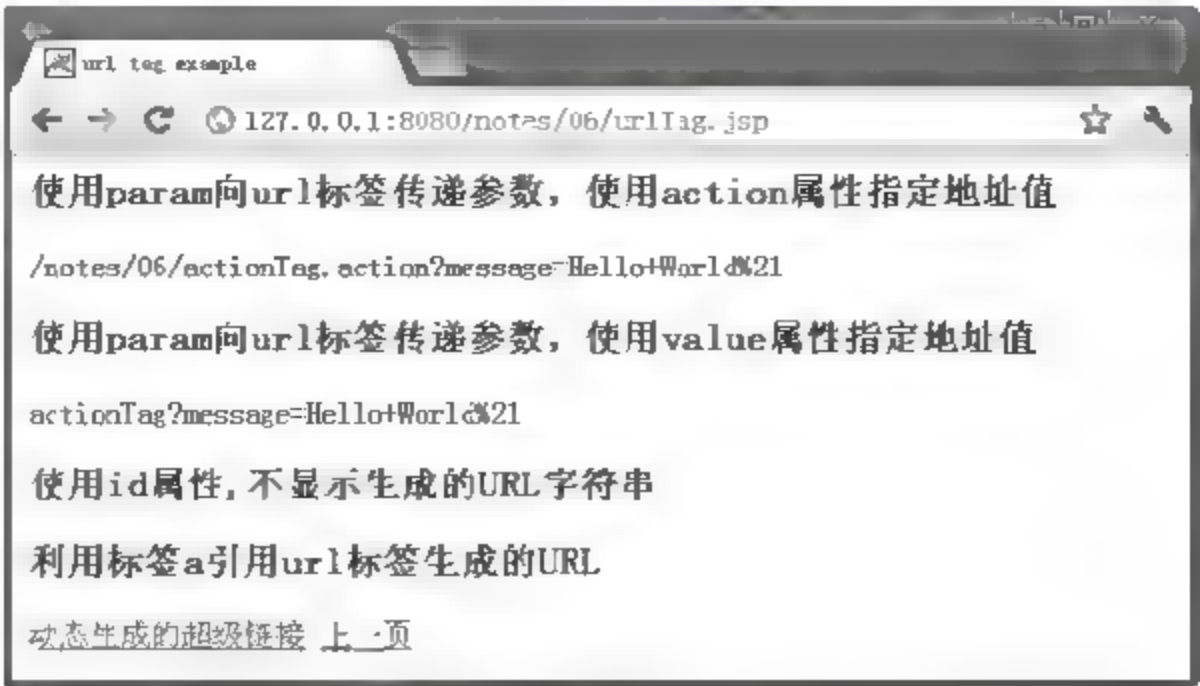 url tag example
127.0.0.1:8080/notes/06/urlTag.jsp
使用param向url标签传递参数，使用action属性指定地址值
/notes/06/actionTag.action?message=Hello+World%21
使用param向url标签传递参数，使用value属性指定地址值
actionTag?message=Hello+World%21
使用id属性,不显示生成的URL字符串
利用标签a引用url标签生成的URL
动态生成的超级链接 上一页